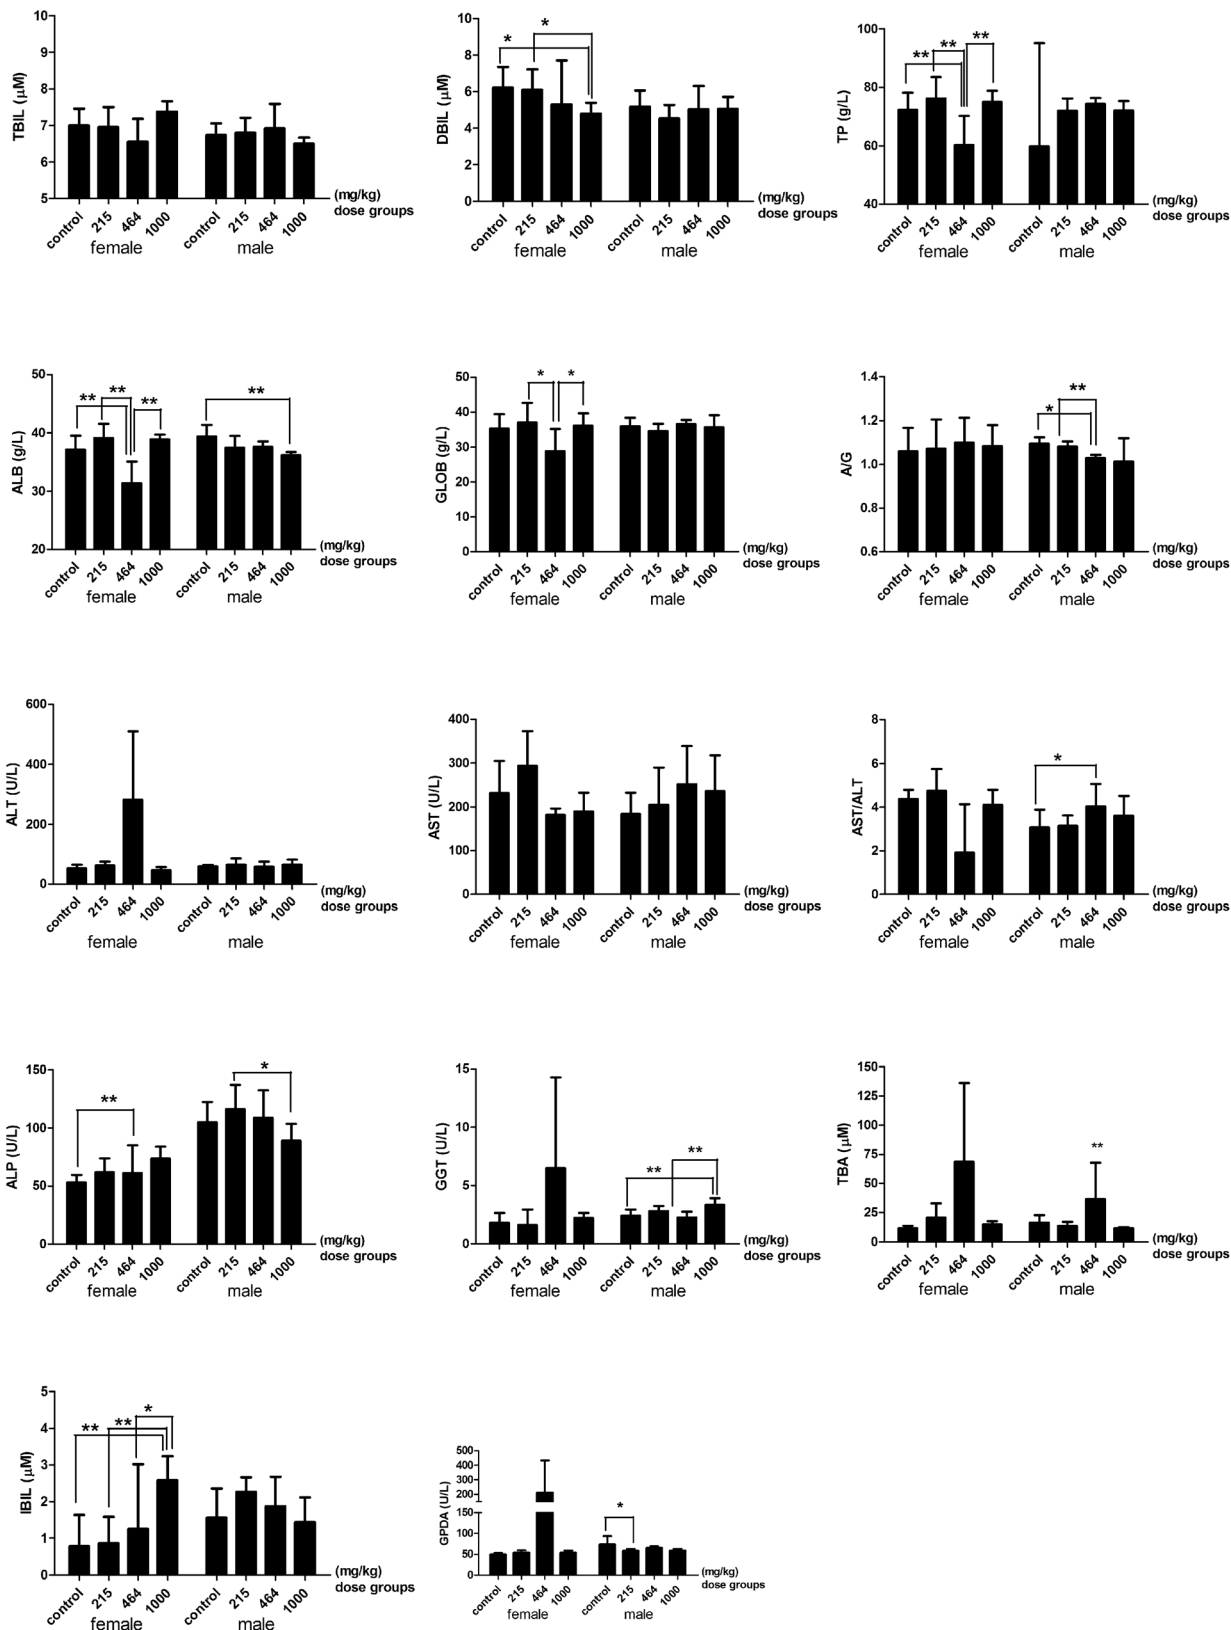 TBIL (μM)
10
9
8
7
6
5
control 215 464 1000 control 215 464 1000
female male
(mg/kg)
dose groups
DBIL (μM)
10
8
6
4
2
0
* *
control 215 464 1000 control 215 464 1000
female male
(mg/kg)
dose groups
TP (g/L)
100
80
60
40
** ** **
control 215 464 1000 control 215 464 1000
female male
(mg/kg)
dose groups
ALB (g/L)
50
40
30
20
** ** ** **
control 215 464 1000 control 215 464 1000
female male
(mg/kg)
dose groups
GLOB (g/L)
50
40
30
20
10
0
* *
control 215 464 1000 control 215 464 1000
female male
(mg/kg)
dose groups
A/G
1.4
1.2
1.0
0.8
0.6
* **
control 215 464 1000 control 215 464 1000
female male
(mg/kg)
dose groups
ALT (U/L)
600
400
200
0
control 215 464 1000 control 215 464 1000
female male
(mg/kg)
dose groups
AST (U/L)
400
300
200
100
0
control 215 464 1000 control 215 464 1000
female male
(mg/kg)
dose groups
AST/ALT
8
6
4
2
0
*
control 215 464 1000 control 215 464 1000
female male
(mg/kg)
dose groups
ALP (U/L)
150
100
50
0
** *
control 215 464 1000 control 215 464 1000
female male
(mg/kg)
dose groups
GGT (U/L)
15
10
5
0
** **
control 215 464 1000 control 215 464 1000
female male
(mg/kg)
dose groups
TBA (μM)
150
125
100
75
50
25
0
**
control 215 464 1000 control 215 464 1000
female male
(mg/kg)
dose groups
IBIL (μM)
5
4
3
2
1
0
** ** *
control 215 464 1000 control 215 464 1000
female male
(mg/kg)
dose groups
GPDA (U/L)
500
400
300
200
150
100
50
0
*
control 215 464 1000 control 215 464 1000
female male
(mg/kg)
dose groups